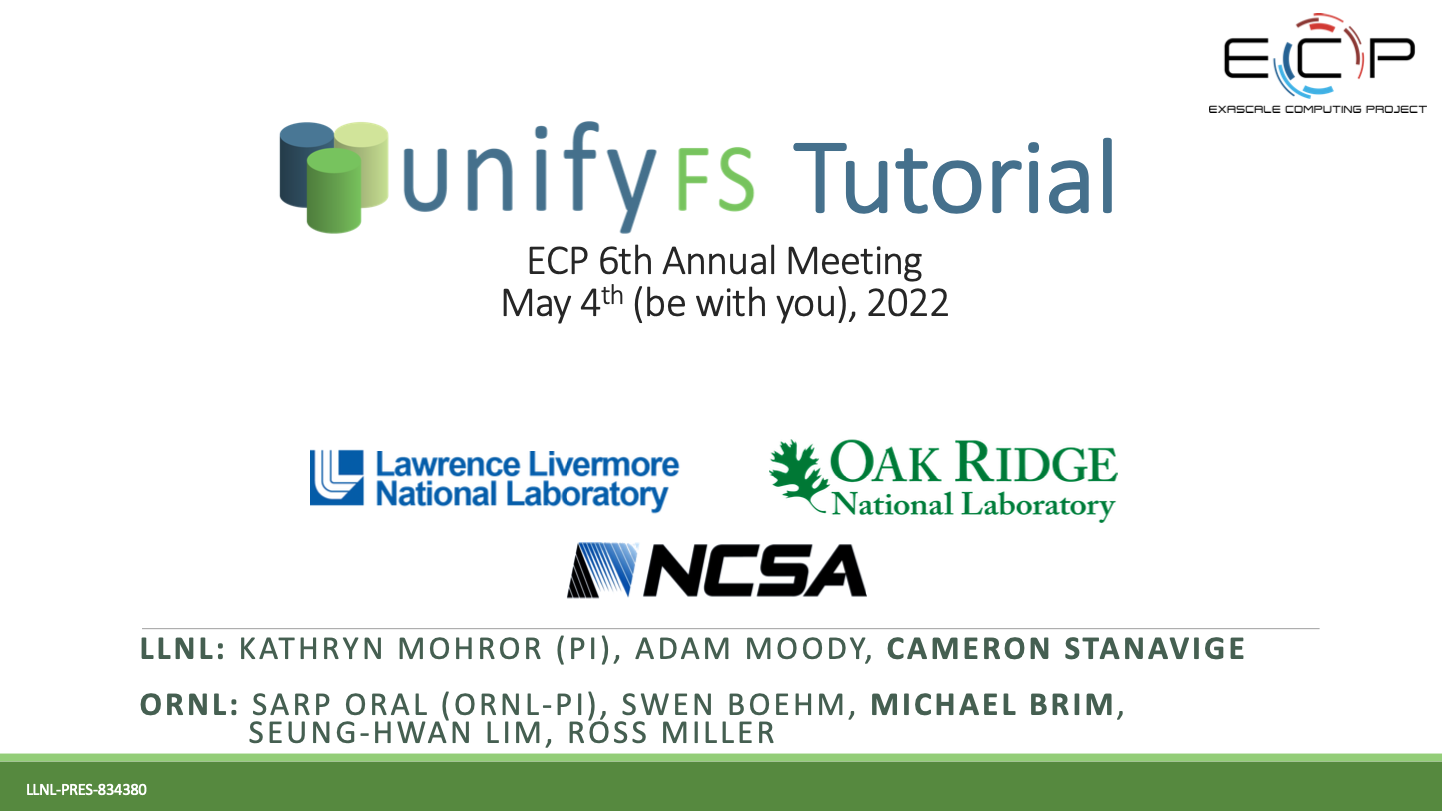 ECP
EXASCALE COMPUTING PROJECT
unifyFS Tutorial
ECP 6th Annual Meeting
May 4th (be with you), 2022
Lawrence Livermore
National Laboratory
OAK RIDGE
National Laboratory
NCSA
LLNL: KATHRYN MOHROR (PI), ADAM MOODY, CAMERON STANAVIGE
ORNL: SARP ORAL (ORNL-PI), SWEN BOEHM, MICHAEL BRIM,
SEUNG-HWAN LIM, ROSS MILLER
LLNL-PRES-834380